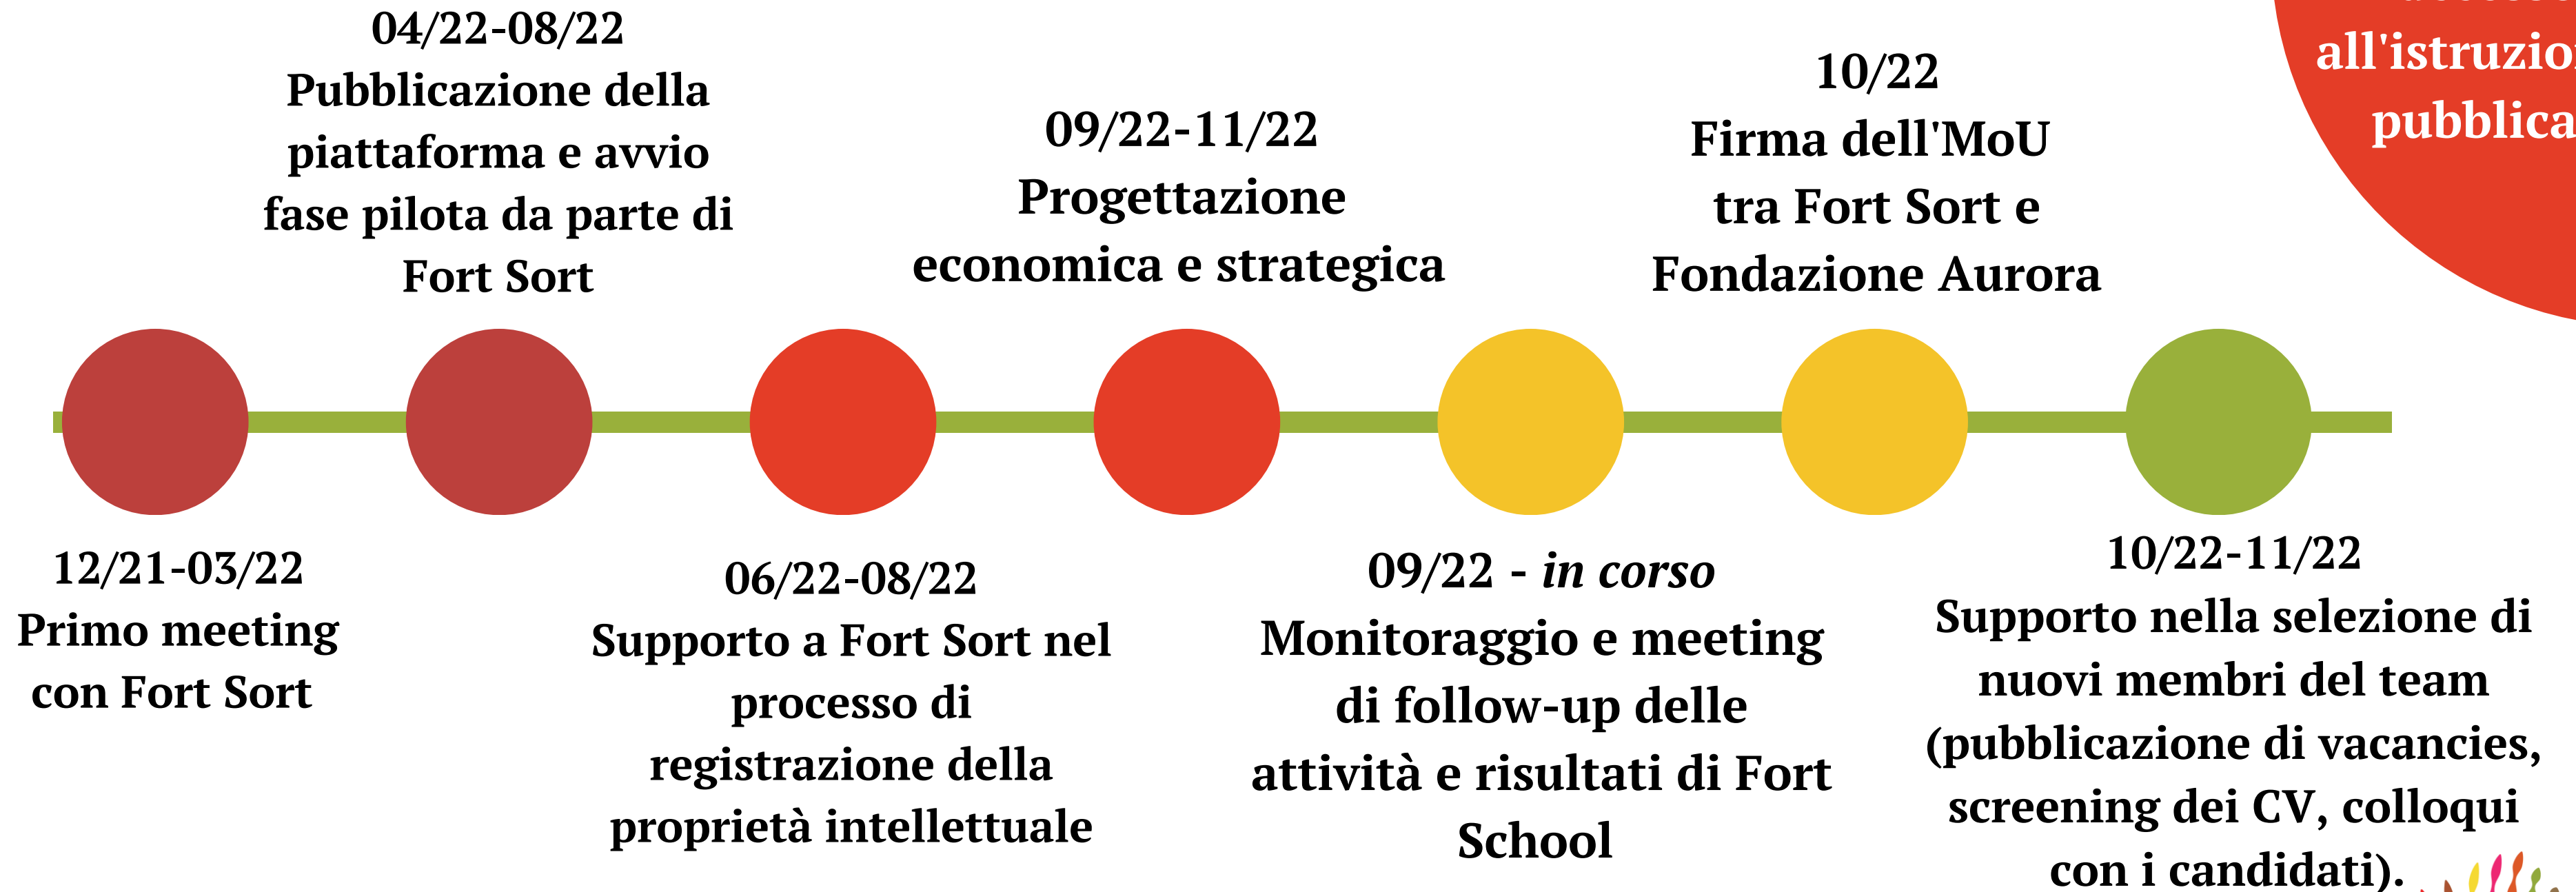 04/22-08/22
Pubblicazione della
piattaforma e avvio
fase pilota da parte di
Fort Sort
09/22-11/22
Progettazione
economica e strategica
10/22
Firma dell'MoU
tra Fort Sort e
Fondazione Aurora
pubblica
12/21-03/22
Primo meeting
con Fort Sort
06/22-08/22
Supporto a Fort Sort nel
processo di
registrazione della
proprietà intellettuale
09/22 - in corso
Monitoraggio e meeting
di follow-up delle
attività e risultati di Fort
School
10/22-11/22
Supporto nella selezione di
nuovi membri del team
(pubblicazione di vacancies,
screening dei CV, colloqui
con i candidati).